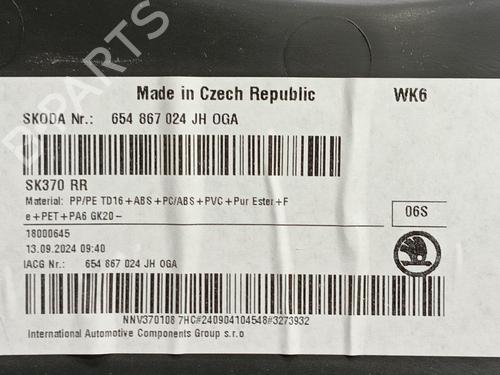 Made in Czech Republic WK6
SKODA Nr.: 654 867 024 JH OGA
SK370 RR
Material: PP/PE TD16+ABS+PC/ABS+PVC+Pur Ester+F
e+PET+PA6 GK20-
06S
18000645
13.09.2024 09:40
IACG Nr.: 654 867 024 JH OGA
NNV370108 7HC#240904104548#3273932
International Automotive Components Group s.r.o
B-PARTS